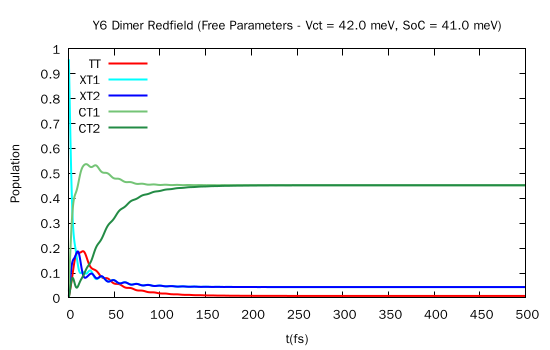 Y6 Dimer Redfield (Free Parameters - Vct = 42.0 meV, SoC = 41.0 meV)
1
0.9
0.8
0.7
0.6
0.5
0.4
0.3
0.2
0.1
0
Population
TT
XT1
XT2
CT1
CT2
0 50 100 150 200 250 300 350 400 450 500
t(fs)